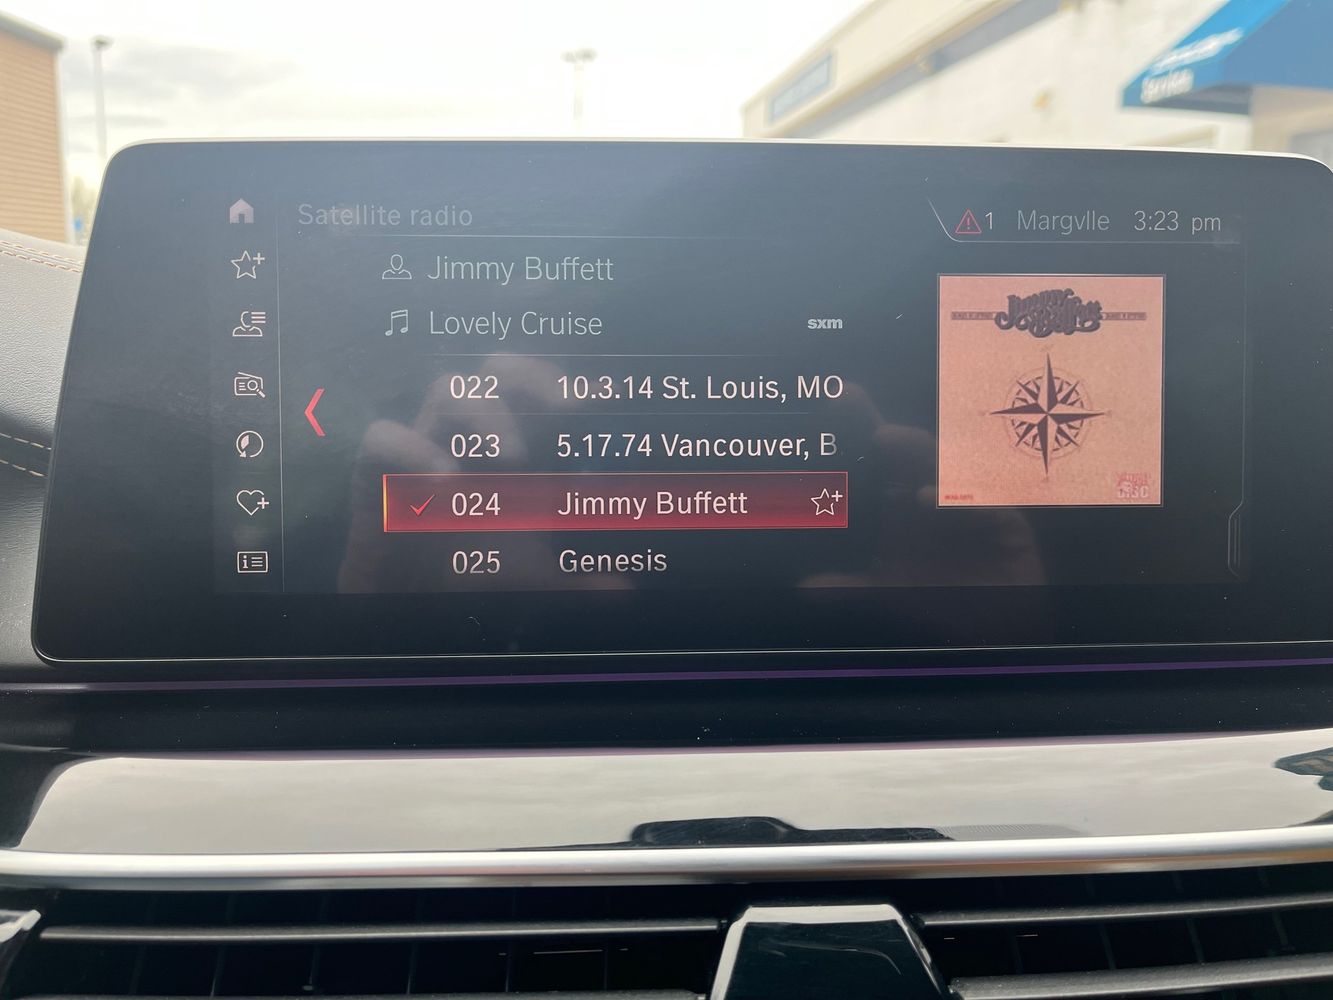 Satellite radio
1 Margvlle 3:23 pm
Jimmy Buffett
Lovely Cruise
sxm
022 10.3.14 St. Louis, MO
023 5.17.74 Vancouver, B
024 Jimmy Buffett
025 Genesis
Jimmy Buffett
Service